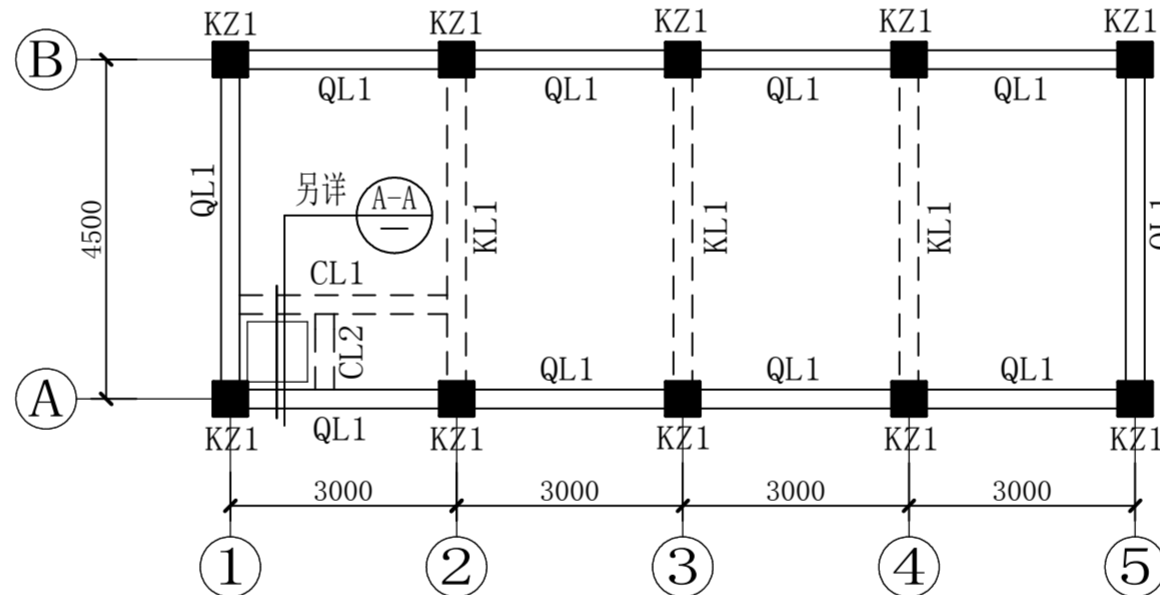 KZ1 KZ1 KZ1 KZ1 KZ1
B
QL1 QL1 QL1 QL1
QL1
另详 A-A
—
4500
KL1 KL1 KL1
QL1
CL1
CL2
QL1 QL1 QL1
A
QL1
KZ1 KZ1 KZ1 KZ1 KZ1
3000 3000 3000 3000
1 2 3 4 5